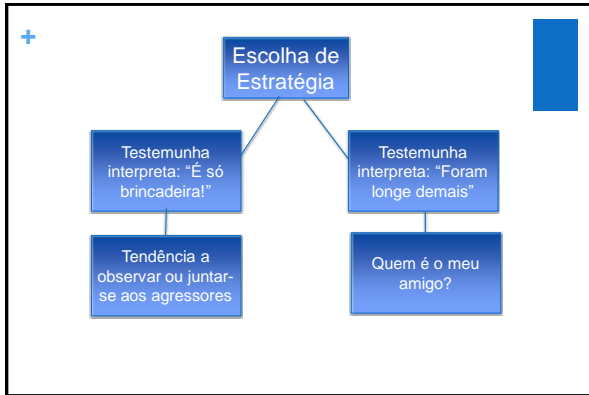 +
Escolha de
Estratégia
Testemunha
interpreta: “É só
brincadeira!”
Testemunha
interpreta: “Foram
longe demais”
Tendência a
observar ou juntar-
se aos agressores
Quem é o meu
amigo?